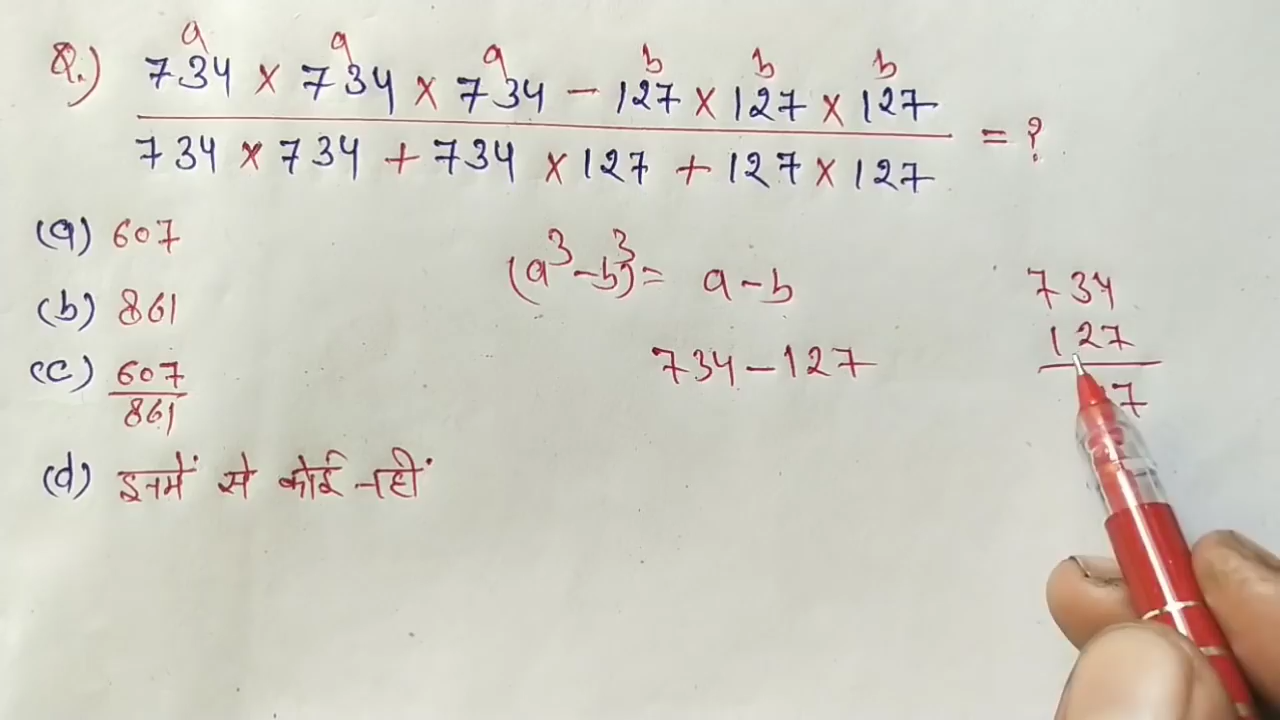 a a a b b b
Q.) 734 × 734 × 734 − 127 × 127 × 127
734 × 734 + 734 × 127 + 127 × 127
= ?
(a) 607
(b) 861
(c) 607
861
(d) इनमें से कोई नहीं
(a³−b³)= a−b
734−127
734
127
7